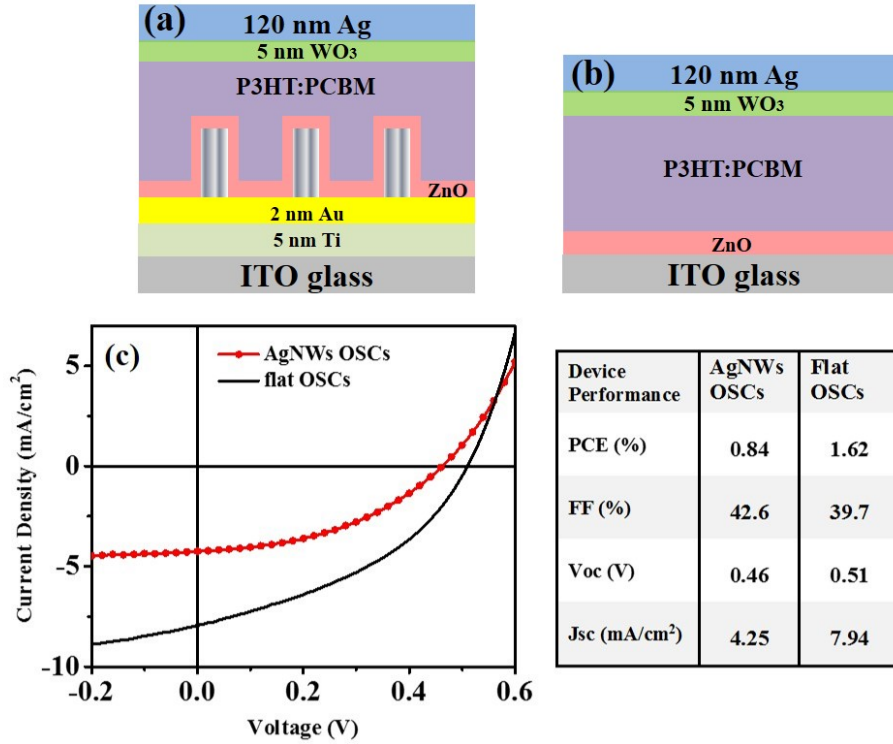 (a)
120 nm Ag
5 nm WO₃
P3HT:PCBM
ZnO
2 nm Au
5 nm Ti
ITO glass
(b)
120 nm Ag
5 nm WO₃
P3HT:PCBM
ZnO
ITO glass
(c)
AgNWs OSCs
flat OSCs
Current Density (mA/cm²)
5
0
-5
-10
-0.2 0.0 0.2 0.4 0.6
Voltage (V)
Device Performance AgNWs OSCs Flat OSCs
PCE (%) 0.84 1.62
FF (%) 42.6 39.7
Voc (V) 0.46 0.51
Jsc (mA/cm²) 4.25 7.94